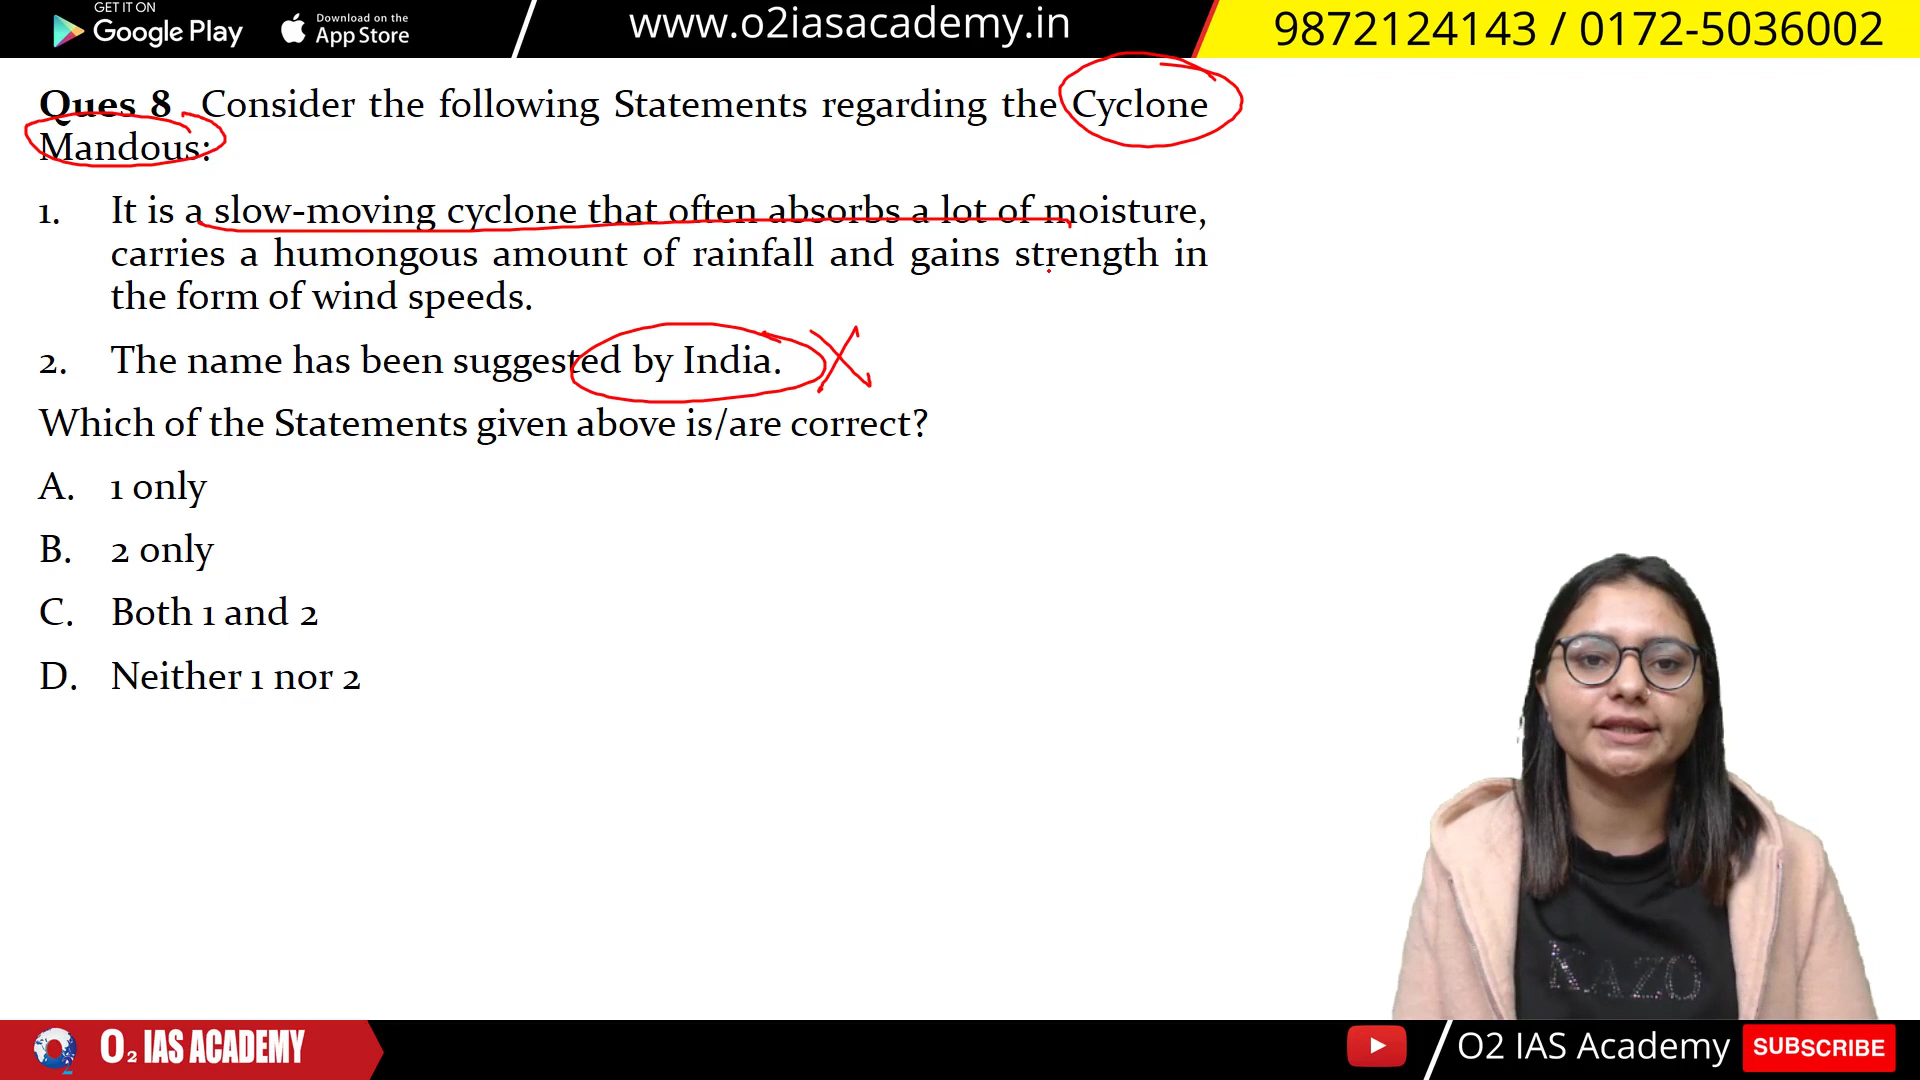 GET IT ON
Google Play
Download on the
App Store
www.o2iasacademy.in
9872124143 / 0172-5036002
Ques 8 Consider the following Statements regarding the Cyclone
Mandous:
1. It is a slow-moving cyclone that often absorbs a lot of moisture,
carries a humongous amount of rainfall and gains strength in
the form of wind speeds.
2. The name has been suggested by India.
Which of the Statements given above is/are correct?
A. 1 only
B. 2 only
C. Both 1 and 2
D. Neither 1 nor 2
KAZO
O2 IAS ACADEMY
O2 IAS Academy
SUBSCRIBE